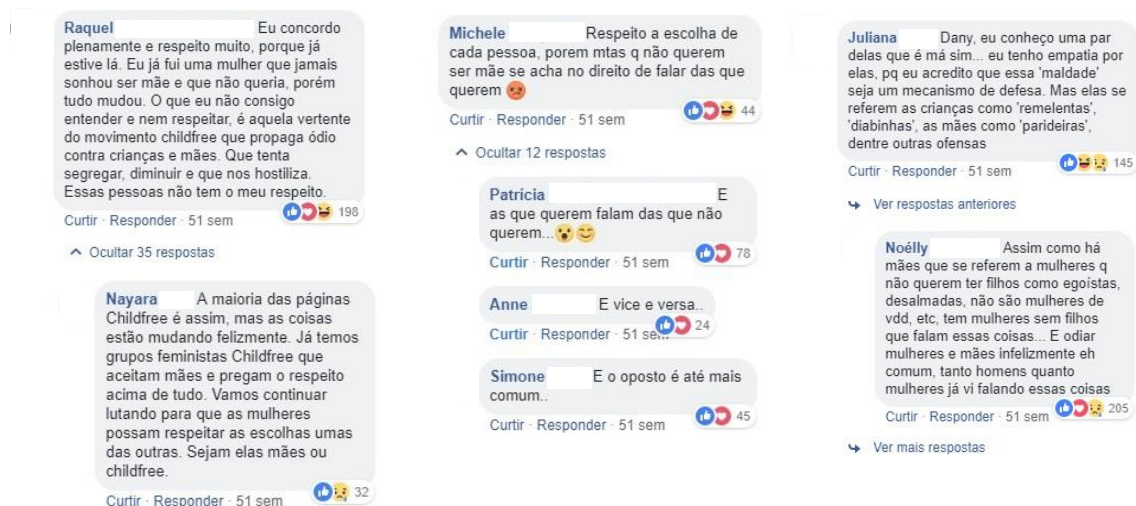 Raquel Eu concordo
plenamente e respeito muito, porque já
estive lá. Eu já fui uma mulher que jamais
sonhou ser mãe e que não queria, porém
tudo mudou. O que eu não consigo
entender e nem respeitar, é aquela vertente
do movimento childfree que propaga ódio
contra crianças e mães. Que tenta
segregar, diminuir e que nos hostiliza.
Essas pessoas não tem o meu respeito.
Curtir · Responder · 51 sem 198
Ocultar 35 respostas
Nayara A maioria das páginas
Childfree é assim, mas as coisas
estão mudando felizmente. Já temos
grupos feministas Childfree que
aceitam mães e pregam o respeito
acima de tudo. Vamos continuar
lutando para que as mulheres
possam respeitar as escolhas umas
das outras. Sejam elas mães ou
childfree.
Curtir · Responder · 51 sem 32
Michele Respeito a escolha de
cada pessoa, porem mtas q não querem
ser mãe se acha no direito de falar das que
querem 😡
Curtir · Responder · 51 sem 44
Ocultar 12 respostas
Patrícia E
as que querem falam das que não
querem...😮😊
Curtir · Responder · 51 sem 78
Anne E vice e versa..
Curtir · Responder · 51 sem 24
Simone E o oposto é até mais
comum..
Curtir · Responder · 51 sem 45
Juliana Dany, eu conheço uma par
delas que é má sim... eu tenho empatia por
elas, pq eu acredito que essa 'maldade'
seja um mecanismo de defesa. Mas elas se
referem as crianças como 'remelentas',
'diabinhas', as mães como 'parideiras',
dentre outras ofensas
Curtir · Responder · 51 sem 145
Ver respostas anteriores
Noélly Assim como há
mães que se referem a mulheres q
não querem ter filhos como egoístas,
desalmadas, não são mulheres de
vdd, etc, tem mulheres sem filhos
que falam essas coisas... E odiar
mulheres e mães infelizmente eh
comum, tanto homens quanto
mulheres já vi falando essas coisas
Curtir · Responder · 51 sem 205
Ver mais respostas